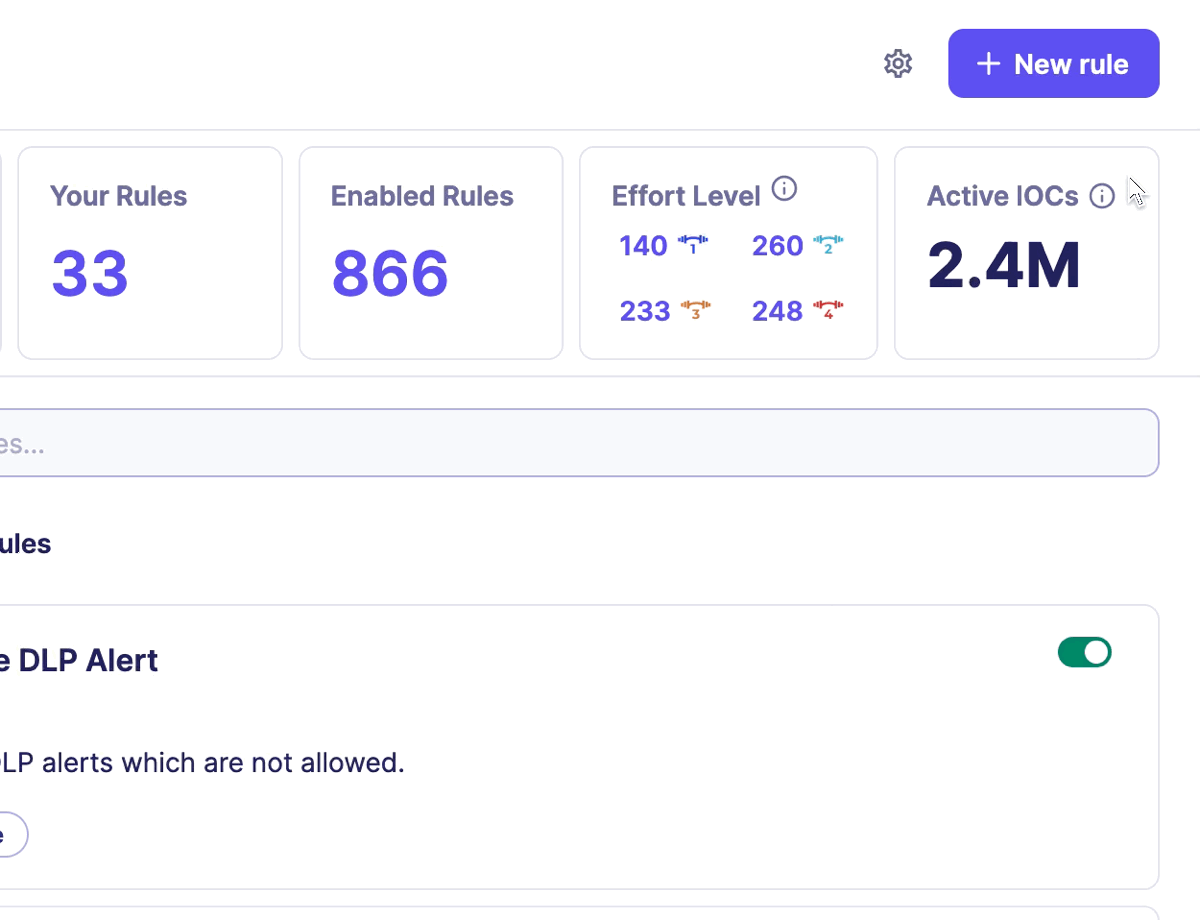 New rule
Your Rules
33
Enabled Rules
866
Effort Level
140 1 260 2
233 3 248 4
Active IOCs
2.4M
es...
ules
e DLP Alert
LP alerts which are not allowed.
e